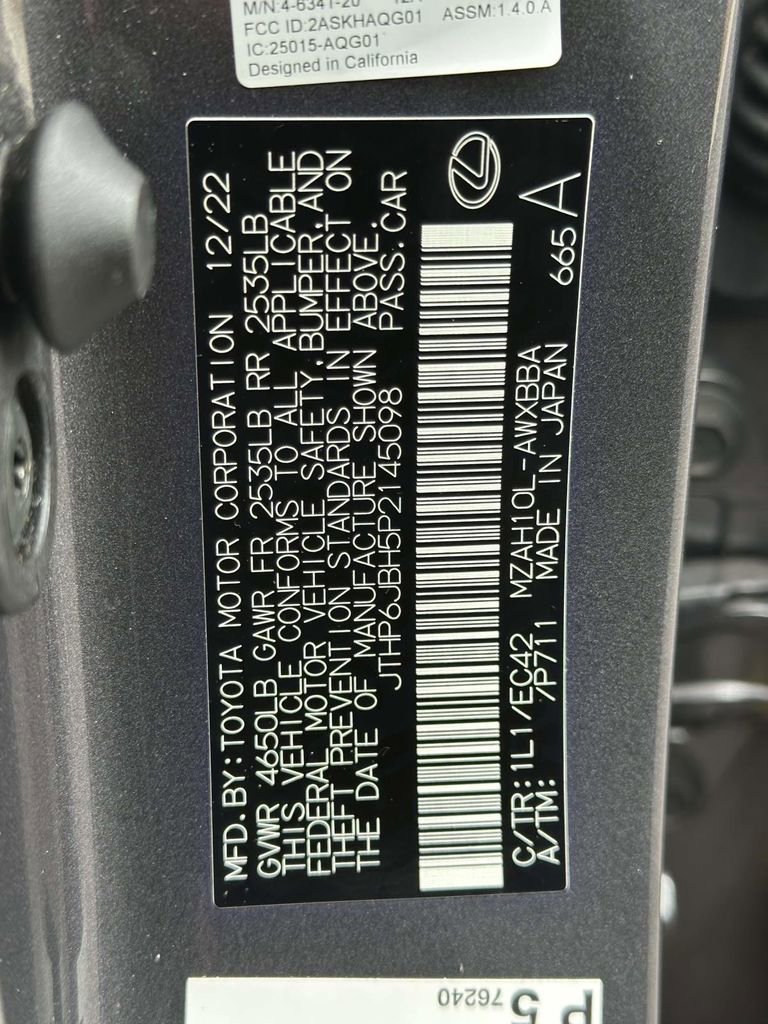 M/N:4-6341-20
FCC ID:2ASKHAQG01 ASSM:1.4.0.A
IC:25015-AQG01
Designed in California
MFD.BY:TOYOTA MOTOR CORPORATION 12/22
GVWR 4650LB GAWR FR 2535LB RR 2535LB
THIS VEHICLE CONFORMS TO ALL APPLICABLE
FEDERAL MOTOR VEHICLE SAFETY,BUMPER,AND
THEFT PREVENTION STANDARDS IN EFFECT ON
THE DATE OF MANUFACTURE SHOWN ABOVE.
JTHP6JBH5P2145098 PASS.CAR
C/TR:1L1/EC42 MZAH10L-AWXBBA
A/TM: /P711 MADE IN JAPAN 665 A
76240